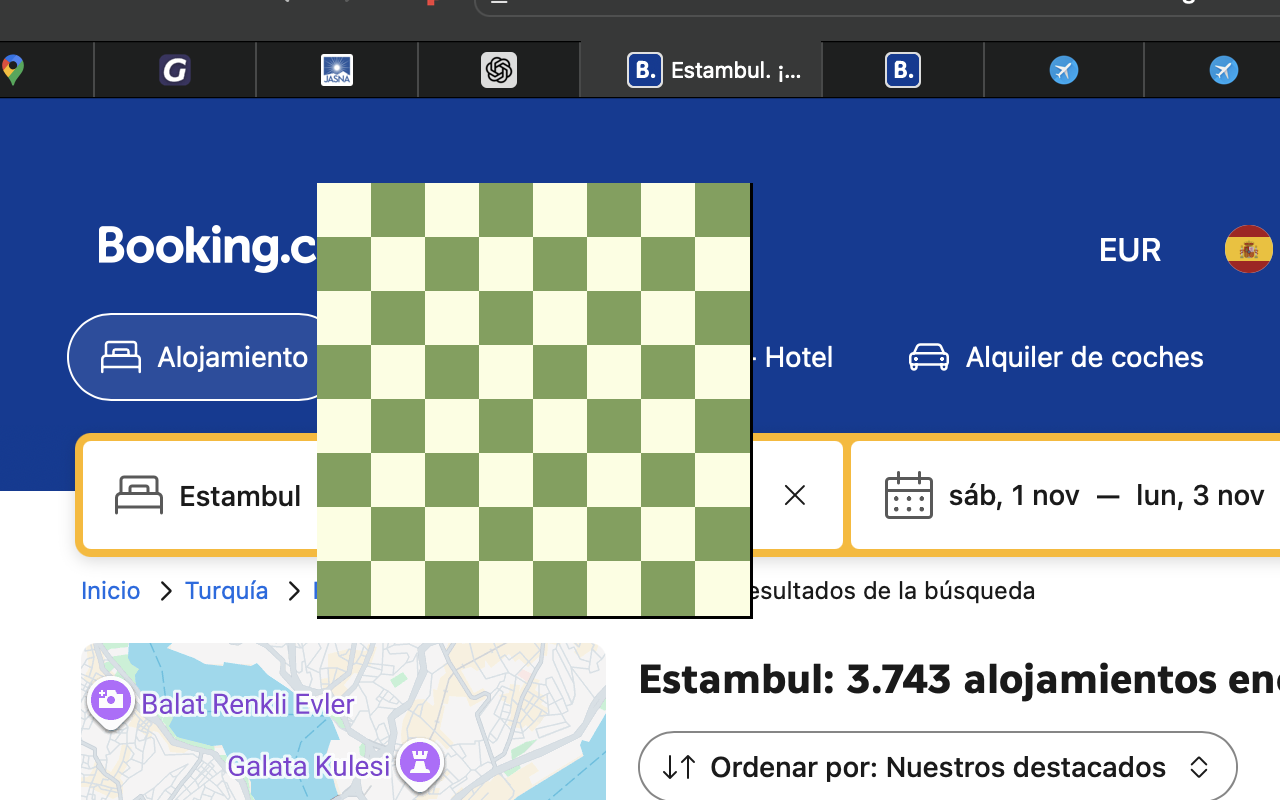 G
JASNA
B. Estambul. ¡...
B.
Booking.c
EUR
Alojamiento
Hotel
Alquiler de coches
Estambul
sáb, 1 nov — lun, 3 nov
Inicio
Turquía
esultados de la búsqueda
Estambul: 3.743 alojamientos en
Balat Renkli Evler
Galata Kulesi
Ordenar por: Nuestros destacados